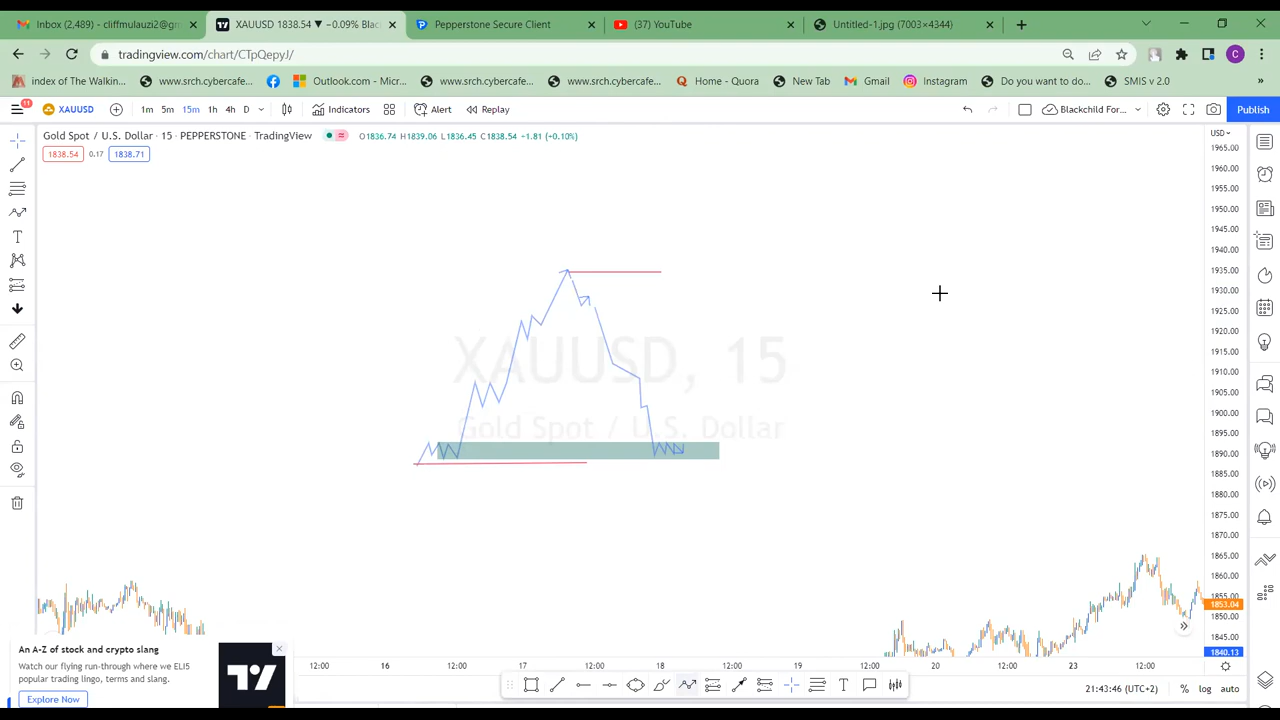 Inbox (2,489) - cliffmulauzi2@gm
XAUUSD 1838.54 ▼ −0.09% Blac
Pepperstone Secure Client
(37) YouTube
Untitled-1.jpg (7003×4344)
tradingview.com/chart/CTpQepyJ/
C
index of The Walkin...
www.srch.cybercafe...
Outlook.com - Micr...
www.srch.cybercafe...
www.srch.cybercafe...
Home - Quora
New Tab
Gmail
Instagram
Do you want to do...
SMIS v 2.0
»
11
XAUUSD
1m 5m 15m 1h 4h D
Indicators
Alert
Replay
Blackchild For...
Publish
Gold Spot / U.S. Dollar · 15 · PEPPERSTONE · TradingView
O1836.74 H1839.06 L1836.45 C1838.54 −1.81 (−0.10%)
USD
1838.54
0.17
1838.71
1965.00
1960.00
1955.00
1950.00
1945.00
1940.00
1935.00
1930.00
1925.00
1920.00
1915.00
1910.00
1905.00
1900.00
1895.00
1890.00
1885.00
1880.00
1875.00
1870.00
1865.00
1860.00
1855.00
1853.04
1845.00
1840.13
XAUUSD, 15
Gold Spot / U.S. Dollar
An A-Z of stock and crypto slang
Watch our flying run-through where we ELI5
popular trading lingo, terms and slang.
Explore Now
12:00 16 12:00 17 12:00 18 12:00 19 12:00 20 12:00 23 12:00
21:43:46 (UTC+2)
% log auto